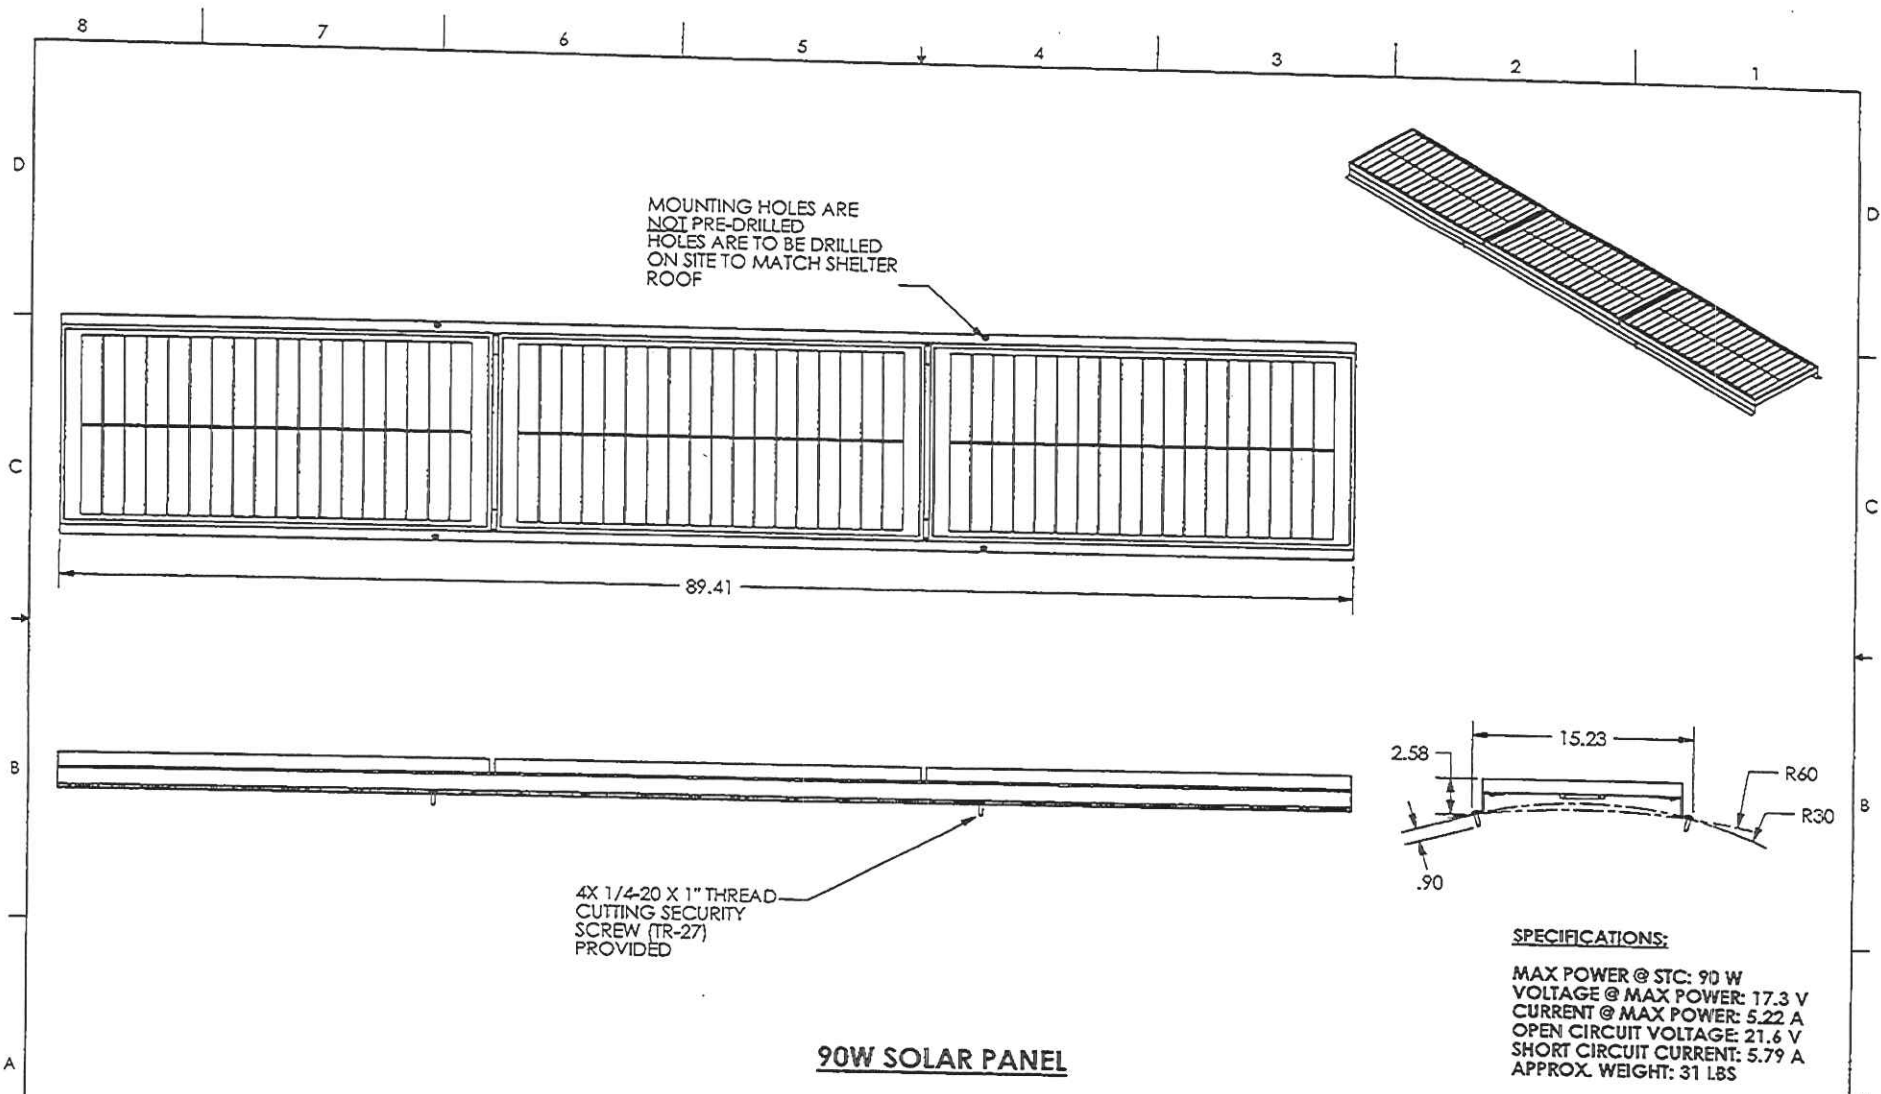 8 7 6 5 4 3 2 1
D
D
MOUNTING HOLES ARE
NOT PRE-DRILLED
HOLES ARE TO BE DRILLED
ON SITE TO MATCH SHELTER
ROOF
C
C
89.41
B
B
2.58
15.23
R60
R30
.90
4X 1/4-20 X 1" THREAD
CUTTING SECURITY
SCREW (TR-27)
PROVIDED
SPECIFICATIONS:
MAX POWER @ STC: 90 W
VOLTAGE @ MAX POWER: 17.3 V
CURRENT @ MAX POWER: 5.22 A
OPEN CIRCUIT VOLTAGE: 21.6 V
SHORT CIRCUIT CURRENT: 5.79 A
APPROX. WEIGHT: 31 LBS
A
90W SOLAR PANEL